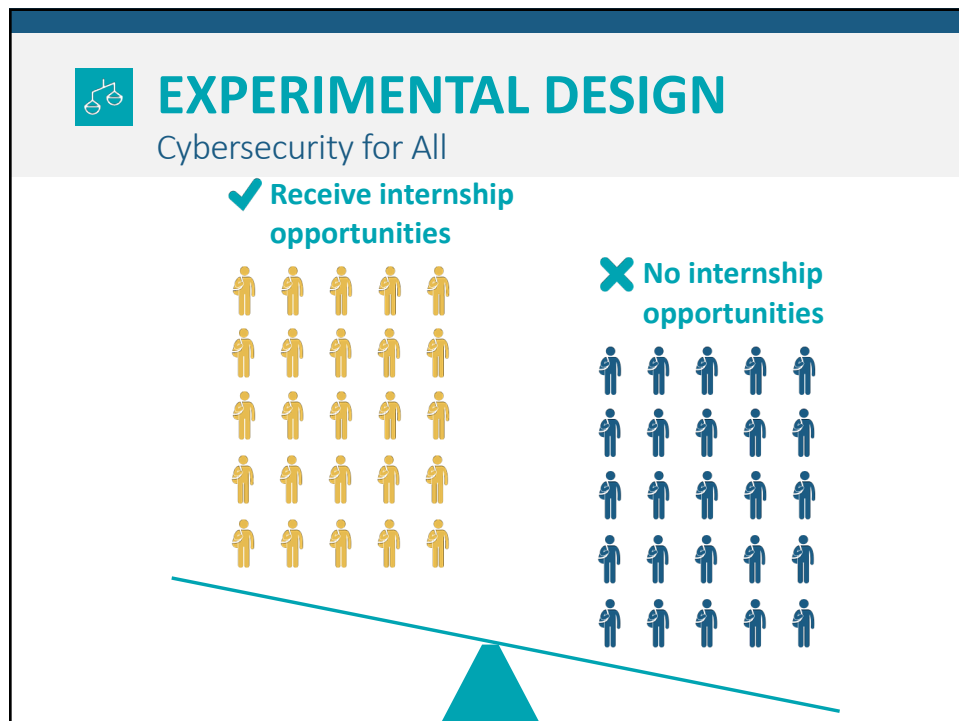 EXPERIMENTAL DESIGN
Cybersecurity for All
Receive internship
opportunities
No internship
opportunities